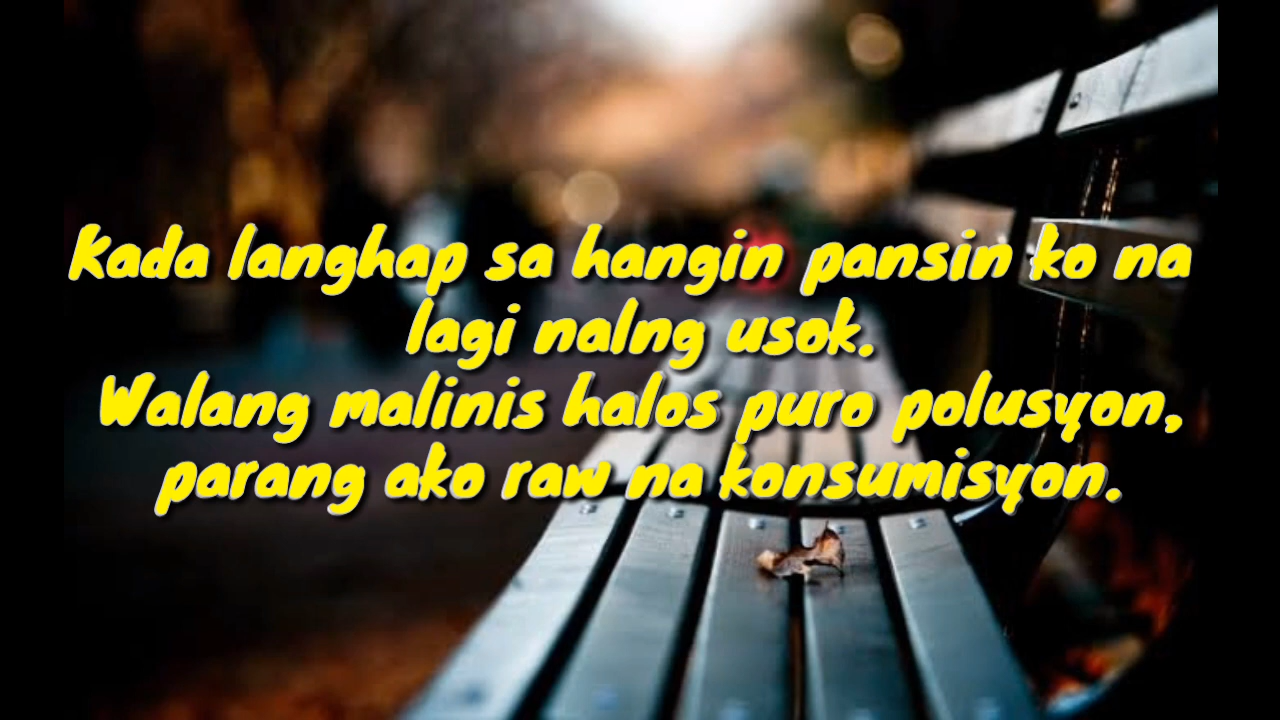 Kada langhap sa hangin pansin ko na
lagi nalng usok.
Walang malinis halos puro polusyon,
parang ako raw na konsumisyon.